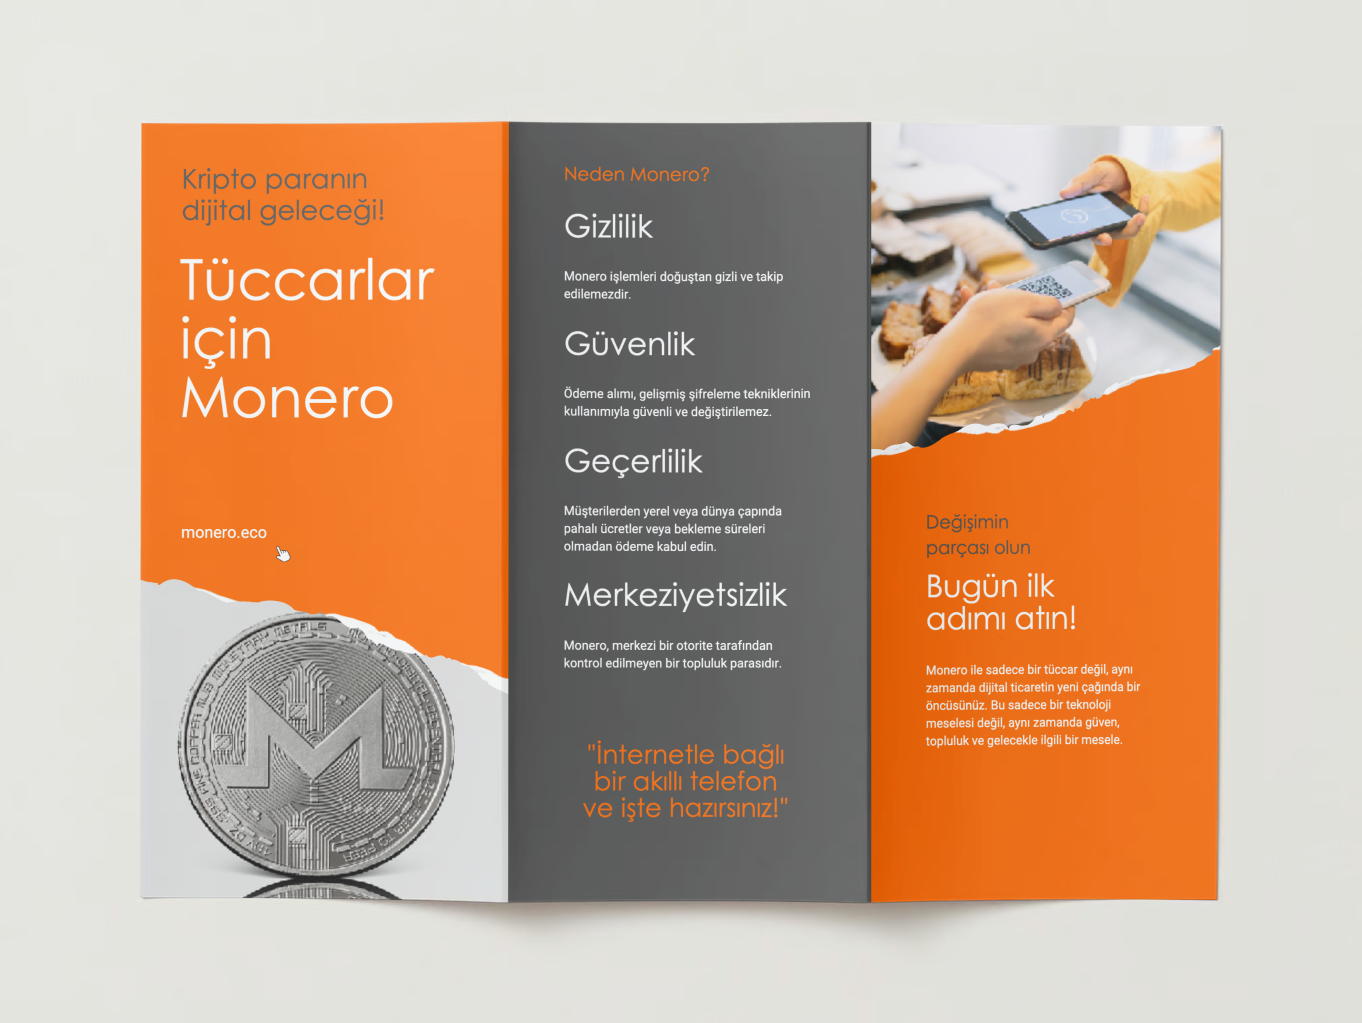 Kripto paranın
dijital geleceği!
Tüccarlar
için
Monero
monero.eco
Neden Monero?
Gizlilik
Monero işlemleri doğuştan gizli ve takip
edilemezdir.
Güvenlik
Ödeme alımı, gelişmiş şifreleme tekniklerinin
kullanımıyla güvenli ve değiştirilemez.
Geçerlilik
Müşterilerden yerel veya dünya çapında
pahalı ücretler veya bekleme süreleri
olmadan ödeme kabul edin.
Merkeziyetsizlik
Monero, merkezi bir otorite tarafından
kontrol edilmeyen bir topluluk parasıdır.
"İnternetle bağlı
bir akıllı telefon
ve işte hazırsınız!"
Değişimin
parçası olun
Bugün ilk
adımı atın!
Monero ile sadece bir tüccar değil, aynı
zamanda dijital ticaretin yeni çağında bir
öncüsünüz. Bu sadece bir teknoloji
meselesi değil, aynı zamanda güven,
topluluk ve gelecekle ilgili bir mesele.